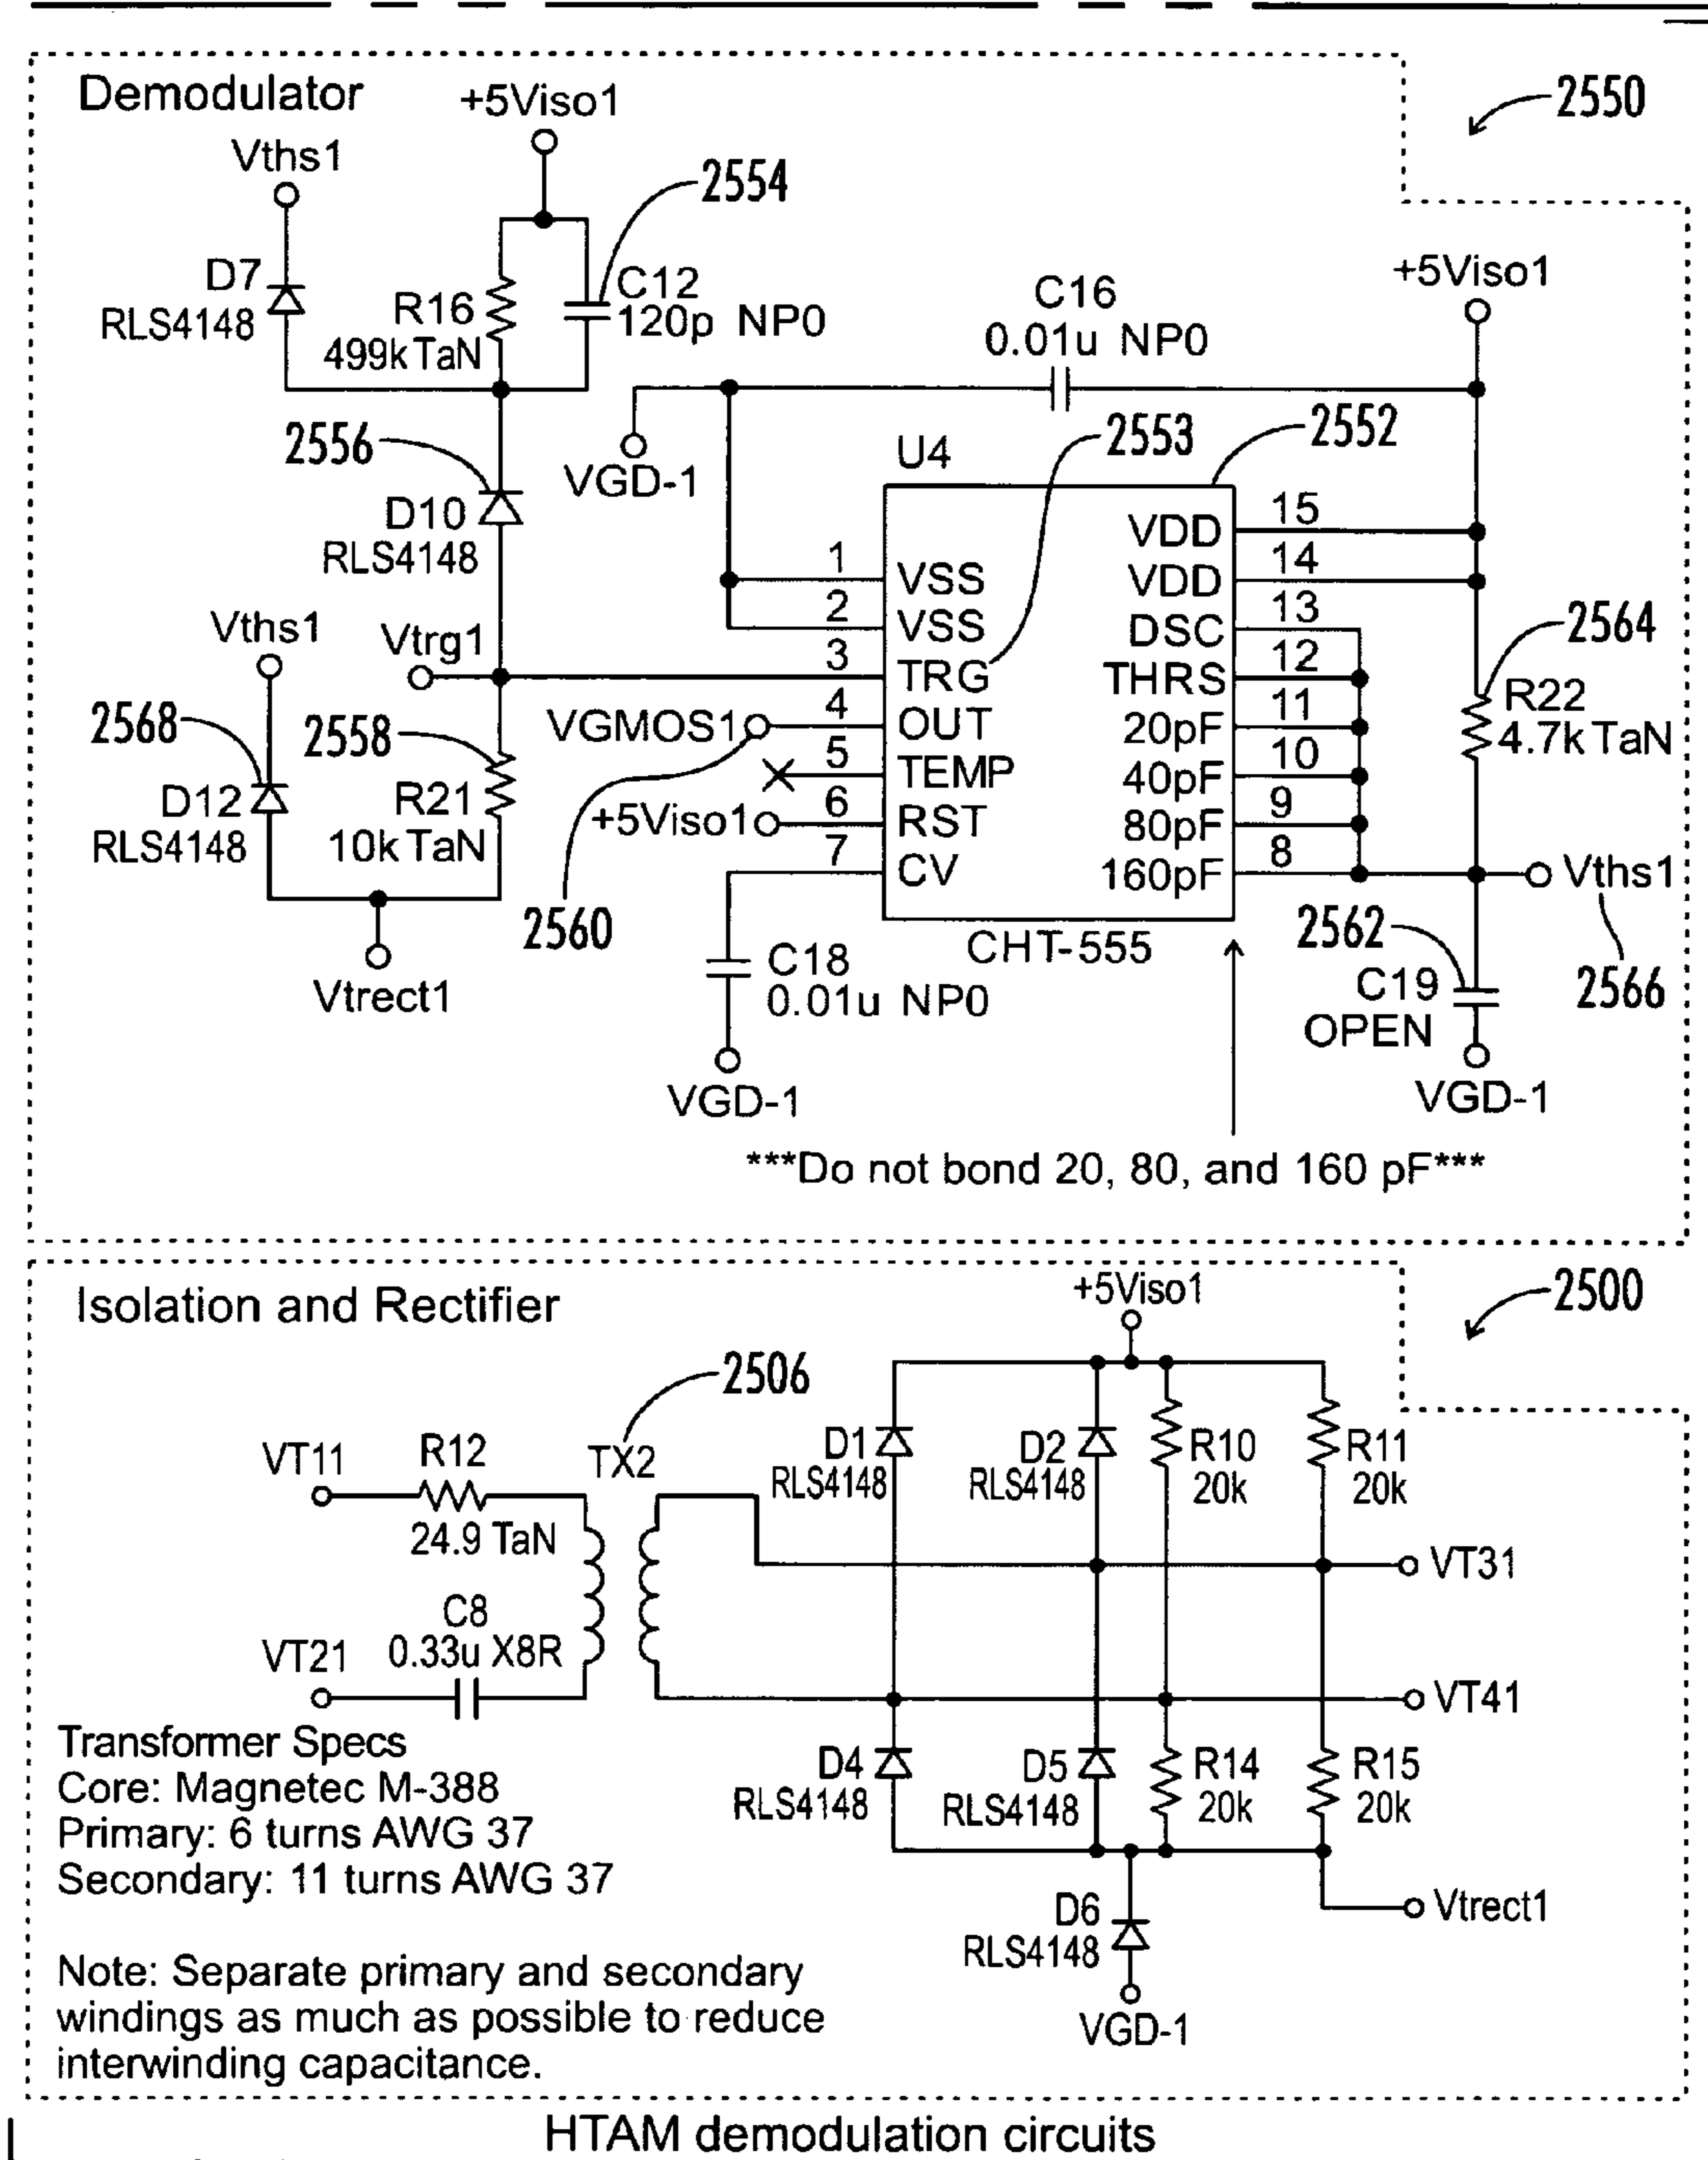 Demodulator
+5Viso1
2550
Vths1
2554
D7
RLS4148
R16
499k TaN
C12
120p NP0
C16
0.01u NP0
+5Viso1
2556
VGD-1
U4
2553
2552
D10
RLS4148
1
VSS
2
VSS
3
TRG
4
OUT
5
TEMP
6
RST
7
CV
15
VDD
14
VDD
13
DSC
12
THRS
11
20pF
10
40pF
9
80pF
8
160pF
Vths1
Vtrg1
2564
R22
4.7k TaN
2568
2558
VGMOS1
D12
RLS4148
R21
10k TaN
+5Viso1
Vths1
2560
CHT-555
2562
2566
C18
0.01u NP0
C19
OPEN
Vtrect1
VGD-1
VGD-1
***Do not bond 20, 80, and 160 pF***
Isolation and Rectifier
+5Viso1
2500
2506
VT11
R12
24.9 TaN
TX2
D1
RLS4148
D2
RLS4148
R10
20k
R11
20k
VT31
C8
0.33u X8R
VT21
VT41
Transformer Specs
Core: Magnetec M-388
Primary: 6 turns AWG 37
Secondary: 11 turns AWG 37
D4
RLS4148
D5
RLS4148
R14
20k
R15
20k
D6
RLS4148
Vtrect1
VGD-1
Note: Separate primary and secondary
windings as much as possible to reduce
interwinding capacitance.
HTAM demodulation circuits